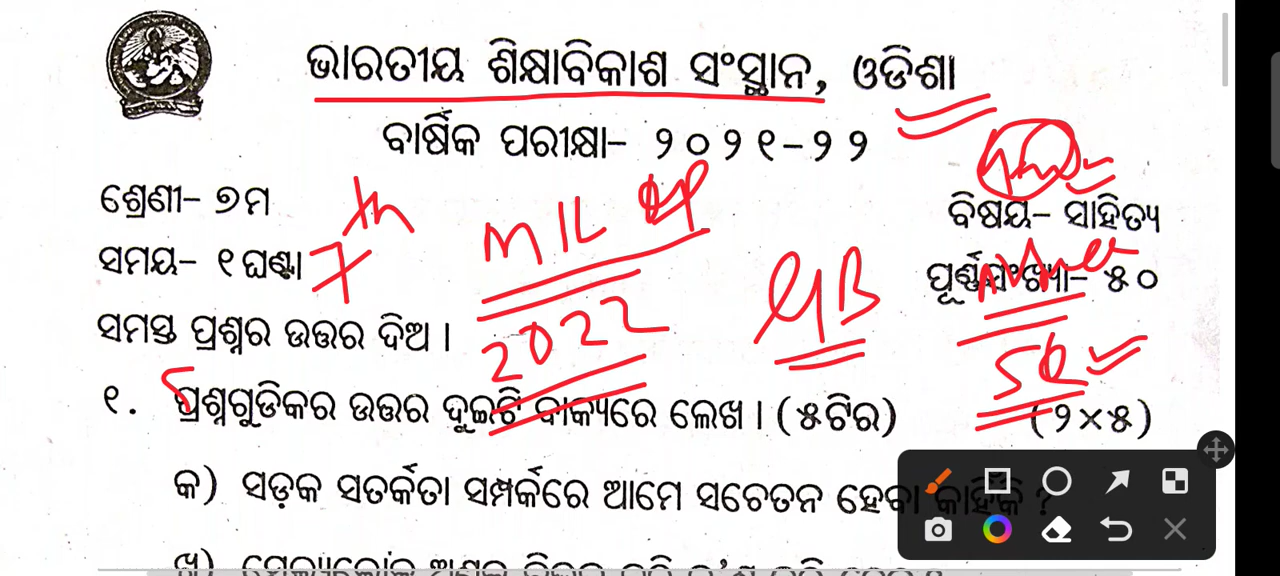 ଭାରତୀୟ ଶିକ୍ଷାବିକାଶ ସଂସ୍ଥାନ, ଓଡିଶା
ବାର୍ଷିକ ପରୀକ୍ଷା- ୨୦୨୧-୨୨
ଶ୍ରେଣୀ- ୭ମ
ବିଷୟ- ସାହିତ୍ୟ
ସମୟ- ୧ ଘଣ୍ଟା
ପୂର୍ଣ୍ଣସଂଖ୍ୟା- ୫୦
MIL
2022
50
ସମସ୍ତ ପ୍ରଶ୍ନର ଉତ୍ତର ଦିଅ ।
୧. ପ୍ରଶ୍ନଗୁଡିକର ଉତ୍ତର ଦୁଇଟି ବାକ୍ୟରେ ଲେଖ । (୫ଟିର) (୨×୫)
କ) ସଡ଼କ ସତର୍କତା ସମ୍ପର୍କରେ ଆମେ ସଚେତନ ହେବା କାହିଁକି ?